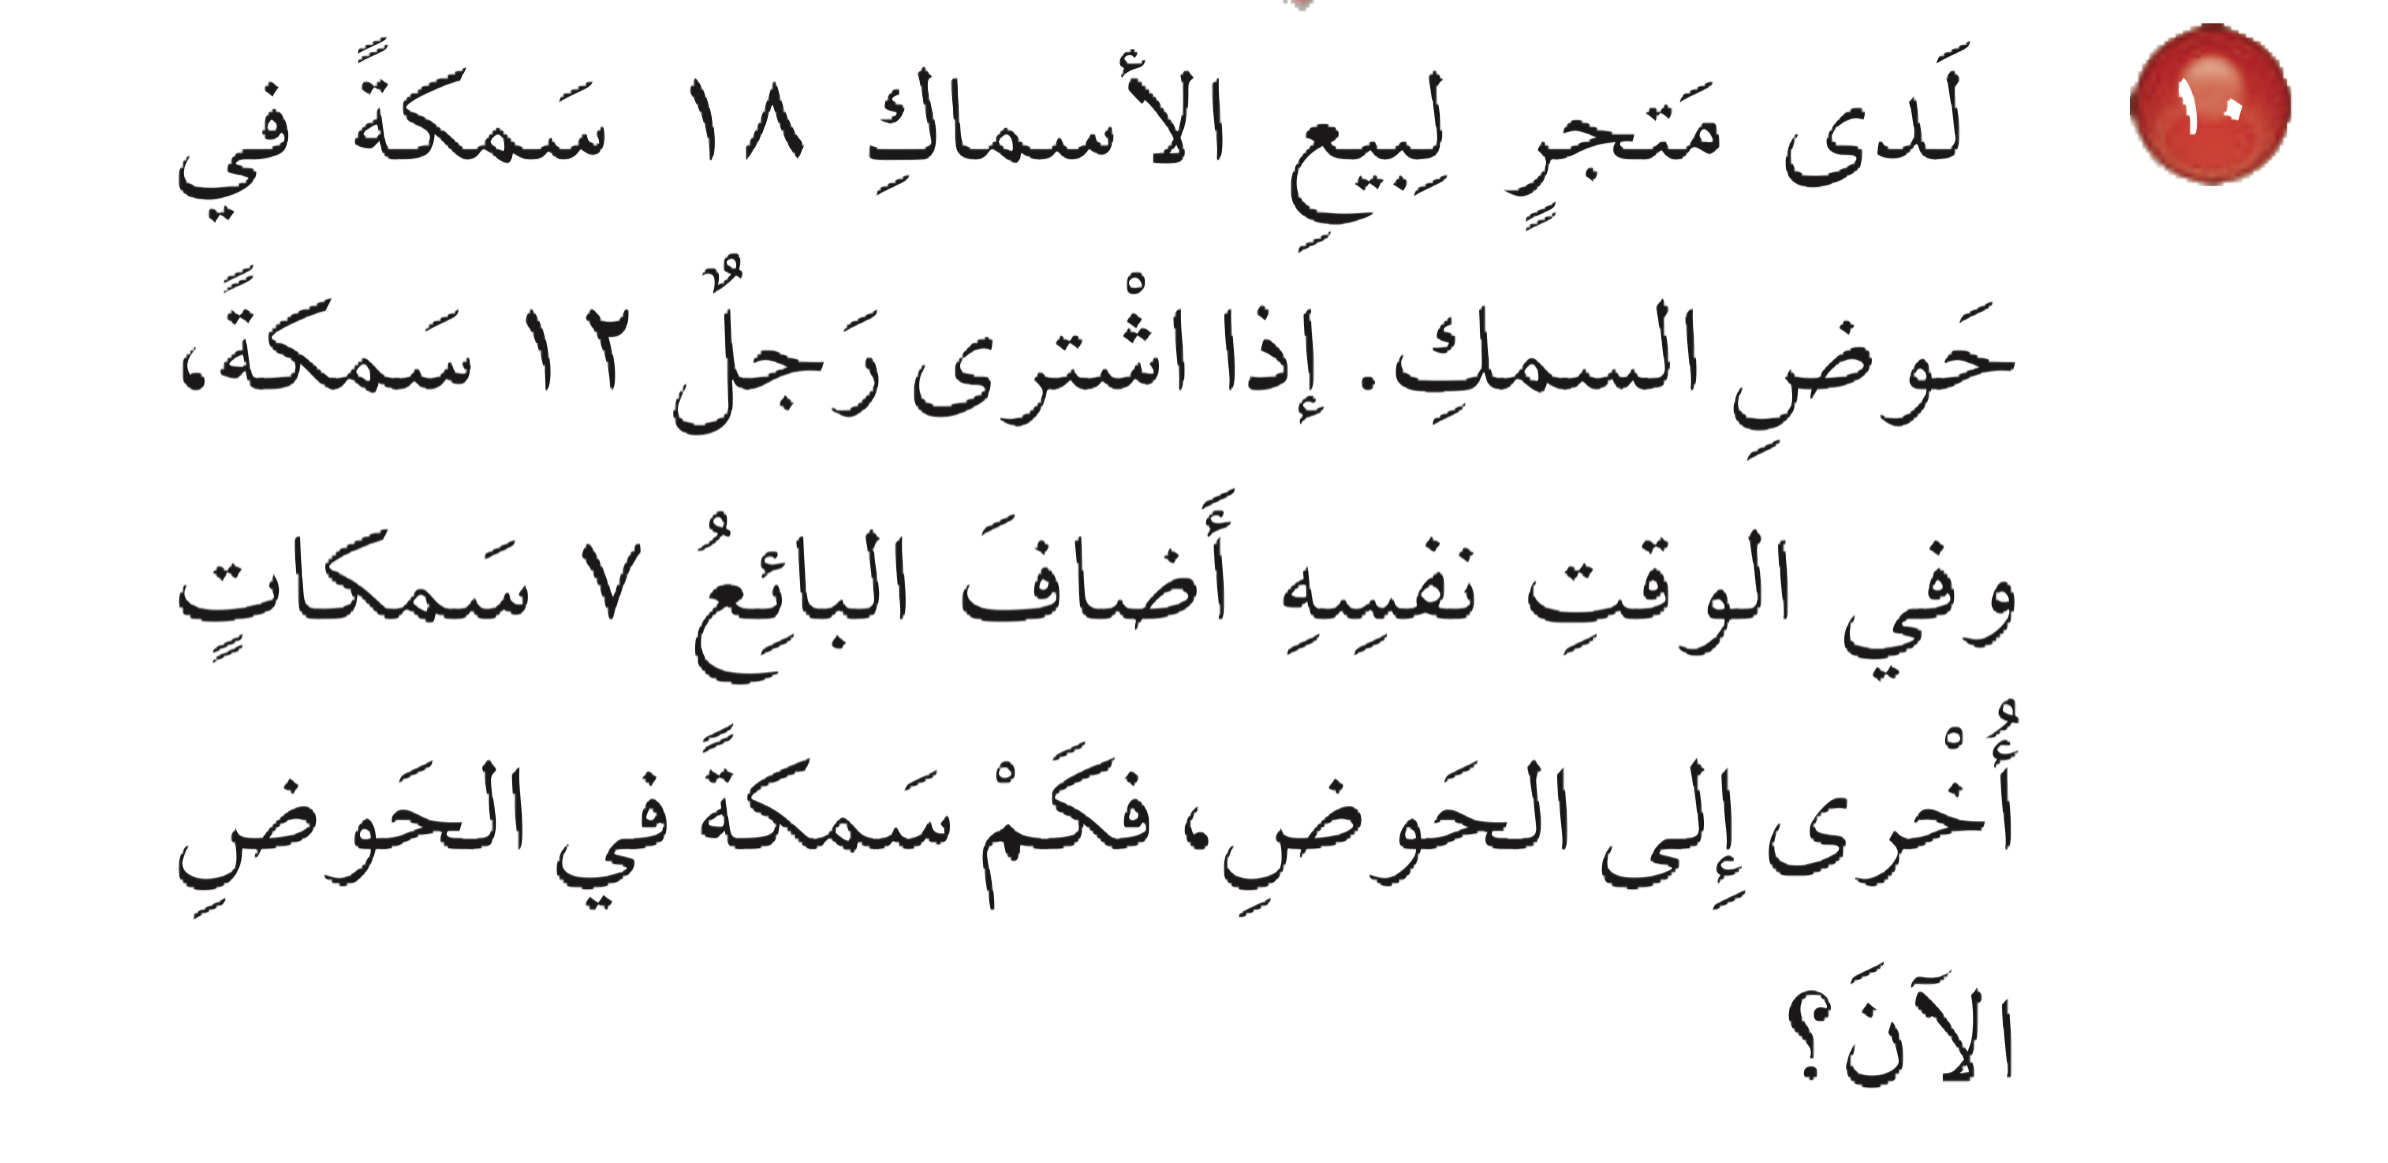 ١٠ لَدى مَتجرٍ لِبيعِ الأسماكِ ١٨ سَمكةً في
حَوضِ السمكِ. إِذا اشْترى رَجلٌ ١٢ سَمكةً،
وفي الوقتِ نفسِهِ أَضافَ البائِعُ ٧ سَمكاتٍ
أُخْرى إِلى الحَوضِ، فكَمْ سَمكةً في الحَوضِ
الآنَ؟